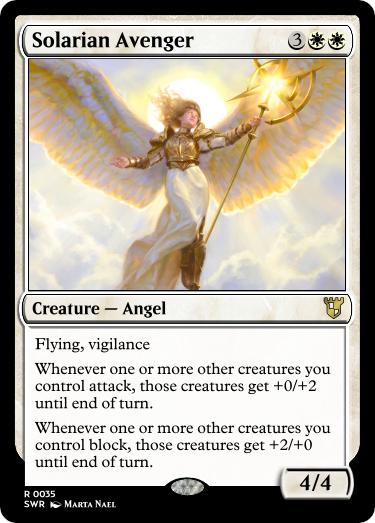 Solarian Avenger 3
Creature — Angel
Flying, vigilance
Whenever one or more other creatures you
control attack, those creatures get +0/+2
until end of turn.
Whenever one or more other creatures you
control block, those creatures get +2/+0
until end of turn.
4/4
R 0035
SWR Marta Nael